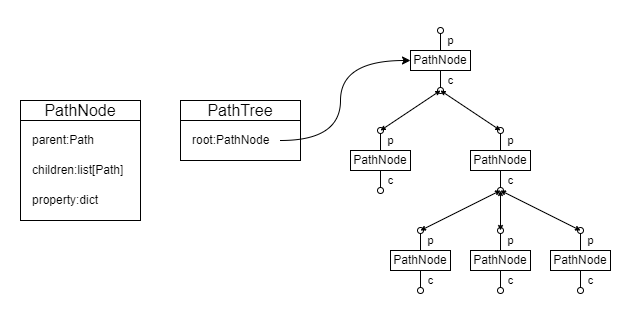 PathNode
parent:Path
children:list[Path]
property:dict
PathTree
root:PathNode
p
PathNode
c
p
PathNode
c
p
PathNode
c
p
PathNode
c
p
PathNode
c
p
PathNode
c